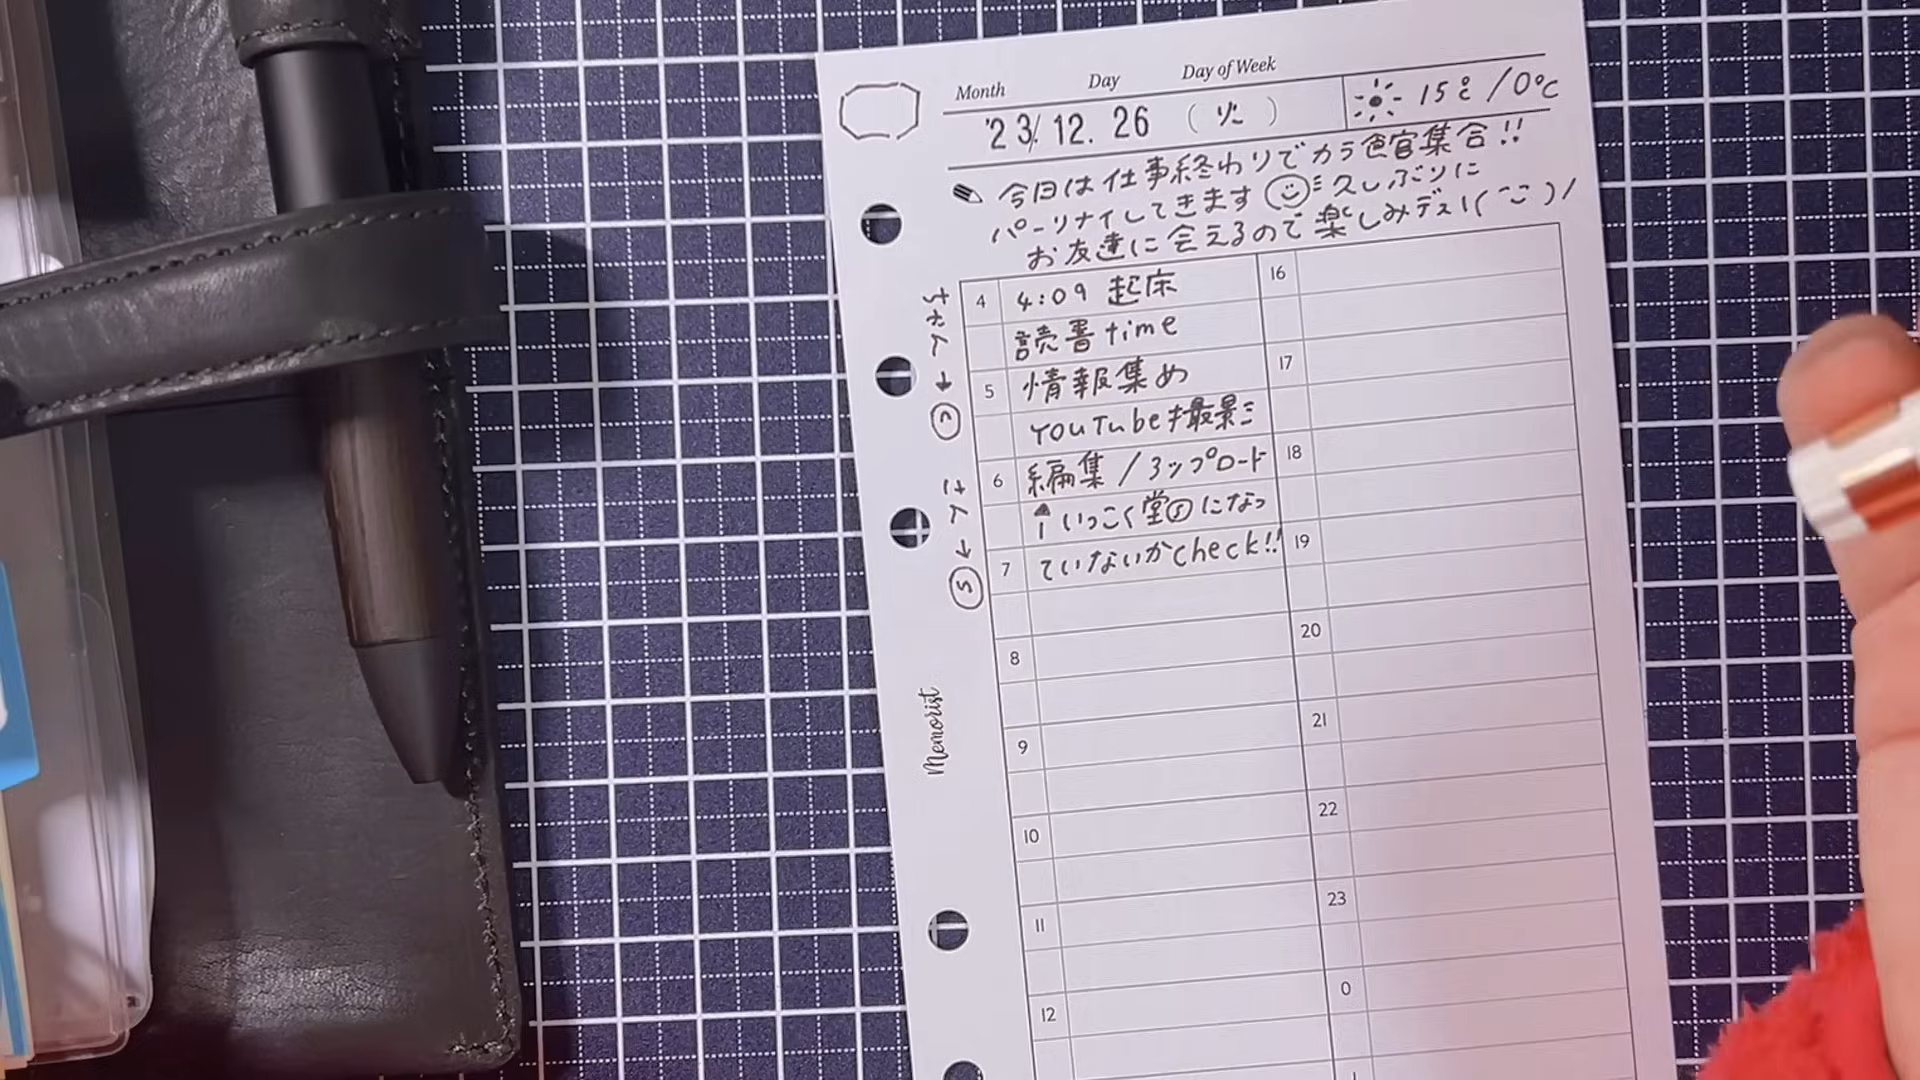 Month Day Day of Week
'23/ 12. 26 (火) 15℃/0℃
今日は仕事終わりでカラ館集合!!
パーリナイしてきます 久しぶりに
お友達に会えるので楽しみデス!(
4 4:09 起床
読書time
5 情報集め
YouTube撮影
6 編集/アップロード
↑いっこく堂 になっ
7 ていないかcheck!!
8
9
10
11
12
16
17
18
19
20
21
22
23
0
1
Memorist